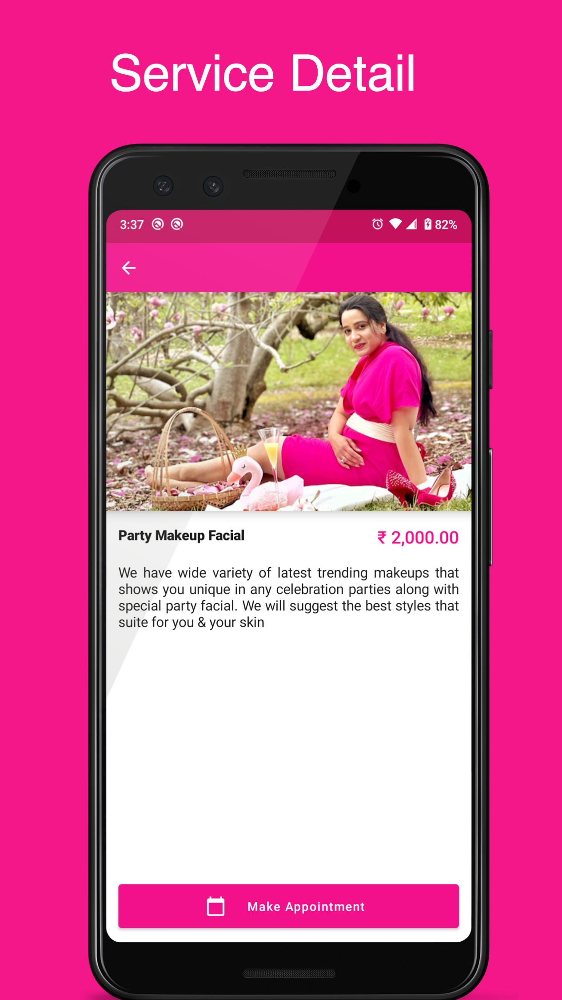 Service Detail
3:37
82%
Party Makeup Facial
₹ 2,000.00
We have wide variety of latest trending makeups that
shows you unique in any celebration parties along with
special party facial. We will suggest the best styles that
suite for you & your skin
Make Appointment